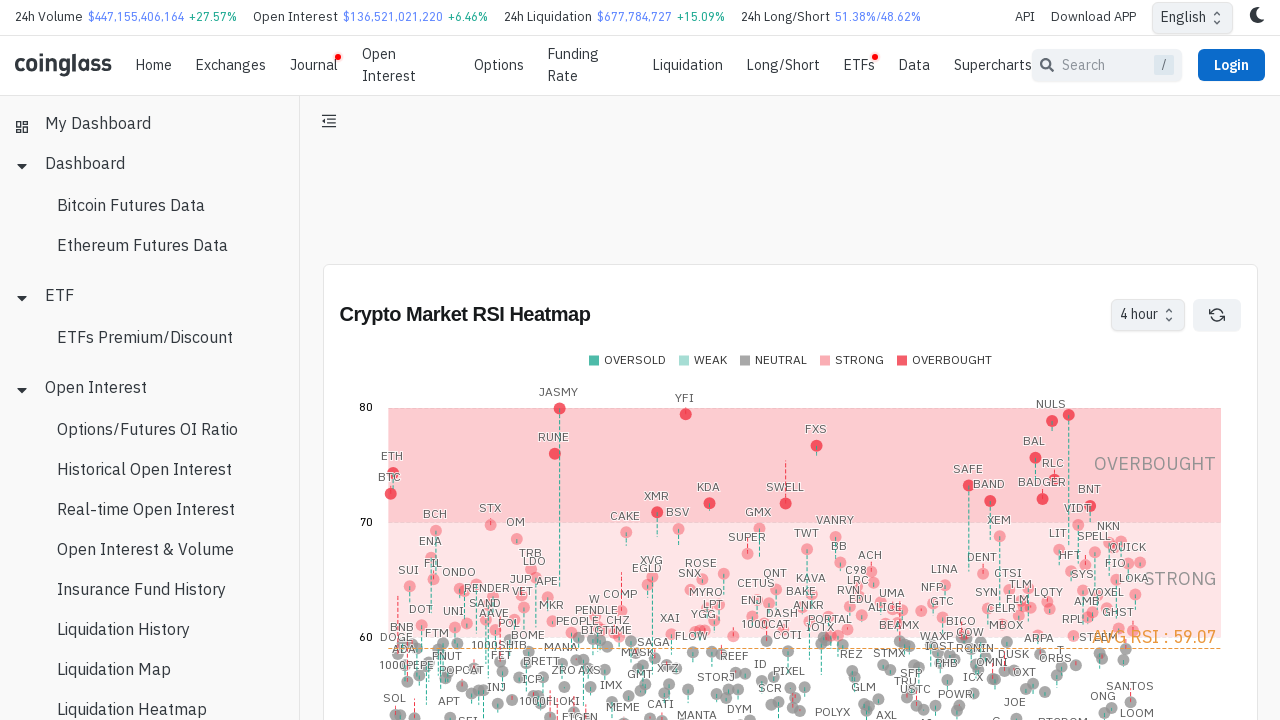 24h Volume $447,155,406,164 +27.57% Open Interest $136,521,021,220 +6.46% 24h Liquidation $677,784,727 +15.09% 24h Long/Short 51.38%/48.62% API Download APP English
coinglass Home Exchanges Journal Open Interest Options Funding Rate Liquidation Long/Short ETFs Data Supercharts Search / Login
My Dashboard
Dashboard
Bitcoin Futures Data
Ethereum Futures Data
ETF
ETFs Premium/Discount
Open Interest
Options/Futures OI Ratio
Historical Open Interest
Real-time Open Interest
Open Interest & Volume
Insurance Fund History
Liquidation History
Liquidation Map
Liquidation Heatmap
Crypto Market RSI Heatmap 4 hour
OVERSOLD WEAK NEUTRAL STRONG OVERBOUGHT
80
70
60
OVERBOUGHT
STRONG
AVG RSI : 59.07
JASMY
YFI
NULS
RUNE
FXS
BAL
ETH
RLC
BTC
SAFE
KDA
SWELL
BAND
BADGER
BNT
XMR
STX
BCH
OM
CAKE
BSV
GMX
VANRY
XEM
VIDT
ENA
SUPER
TWT
BB
LIT
NKN
SPELL
QUICK
FIL
TRB
LDO
XVG
EGLU
ROSE
ACH
DENT
HFT
FIO
SUI
ONDO
JUP
APE
SNX
CETUS
QNT
KAVA
C98
LRC
LINA
CTSI
SYS
LOKA
RENDER
VET
MYRO
BAKE
RVN
NFP
SYN
TLM
LQTY
VOXEL
DOT
UNI
SAND
AAVE
MKR
W
COMP
PENDLE
LPT
ENJ
ANKR
EDU
UMA
ALICE
GTC
FLM
CELR
AMB
GHST
BNB
DOGE
FTM
POL
BOME
PEOPLE
CHZ
BIGTIME
XAI
YGG
FLOW
DASH
1000CAT
COTI
PORTAL
IOTX
BEAMX
WAXP
BICO
COW
MBOX
ARPA
RPL
STEEM
ADA
1000PEPE
PNUT
1000SHIB
FET
MANA
SAGA
MASK
REEF
REZ
STMX
IOST
RONIN
DUSK
T
ORBS
POPCAT
BRETT
ICP
ZRO
AXS
GMT
XTZ
ID
PIXEL
SFP
PHB
OMNI
ICX
OXT
SOL
APT
INJ
1000FLOKI
IMX
STORJ
SCR
GLM
TRU
USTC
POWR
SANTOS
MEME
CATI
MANTA
DYM
POLYX
AXL
JOE
ONG
LOOM
EIGEN